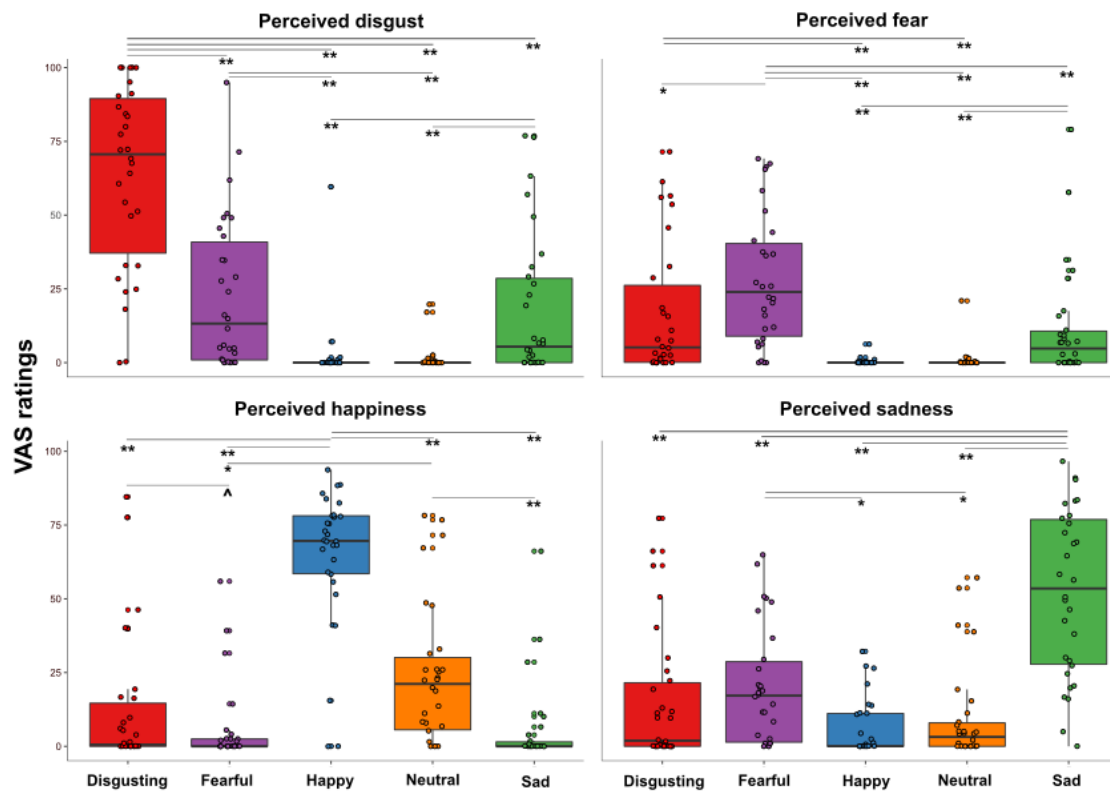 Perceived disgust
Perceived fear
** ** ** **
** **
** **
100
75
50
25
0
** **
* ** ** **
** **
VAS ratings
Perceived happiness
Perceived sadness
** ** ** **
*
^ **
100
75
50
25
0
** ** ** **
* *
Disgusting Fearful Happy Neutral Sad
Disgusting Fearful Happy Neutral Sad